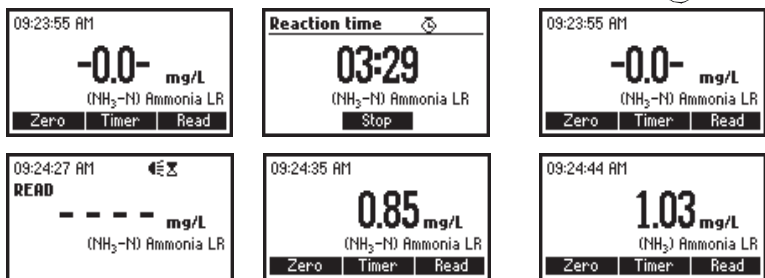 09:23:55 AM
-0.0- mg/L
(NH3-N) Ammonia LR
Zero Timer Read
Reaction time
03:29
(NH3-N) Ammonia LR
Stop
09:23:55 AM
-0.0- mg/L
(NH3-N) Ammonia LR
Zero Timer Read
09:24:27 AM
READ
---- mg/L
(NH3-N) Ammonia LR
09:24:35 AM
0.85 mg/L
(NH3-N) Ammonia LR
Zero Timer Read
09:24:44 AM
1.03 mg/L
(NH3) Ammonia LR
Zero Timer Read